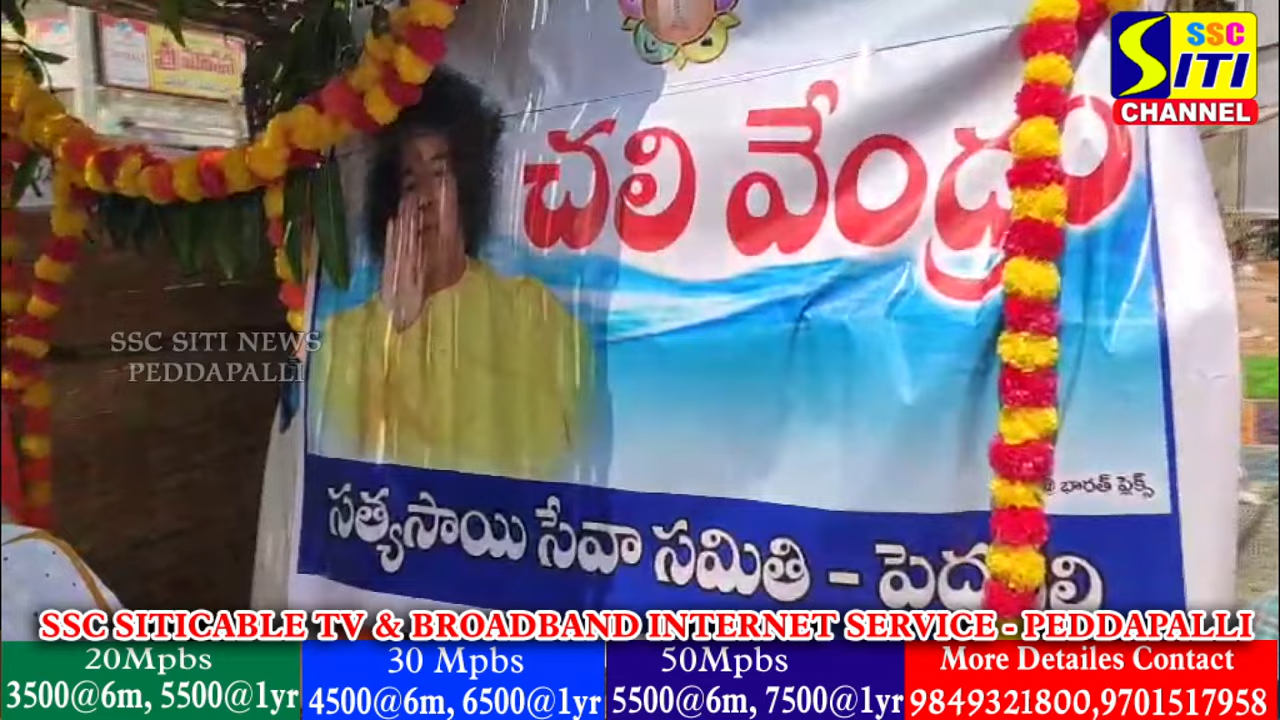 SSC
SITI
CHANNEL
చలి వేంద్రం
SSC SITI NEWS
PEDDAPALLI
@ భారత్ ఫ్లెక్స్
సత్యసాయి సేవా సమితి –
SSC SITICABLE TV & BROADBAND INTERNET SERVICE - PEDDAPALLI
20Mpbs
3500@6m, 5500@1yr
30 Mpbs
4500@6m, 6500@1yr
50Mpbs
5500@6m, 7500@1yr
More Detailes Contact
9849321800,9701517958